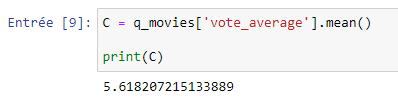 Entrée [9]: C = q_movies['vote_average'].mean()
print(C)
5.618207215133889